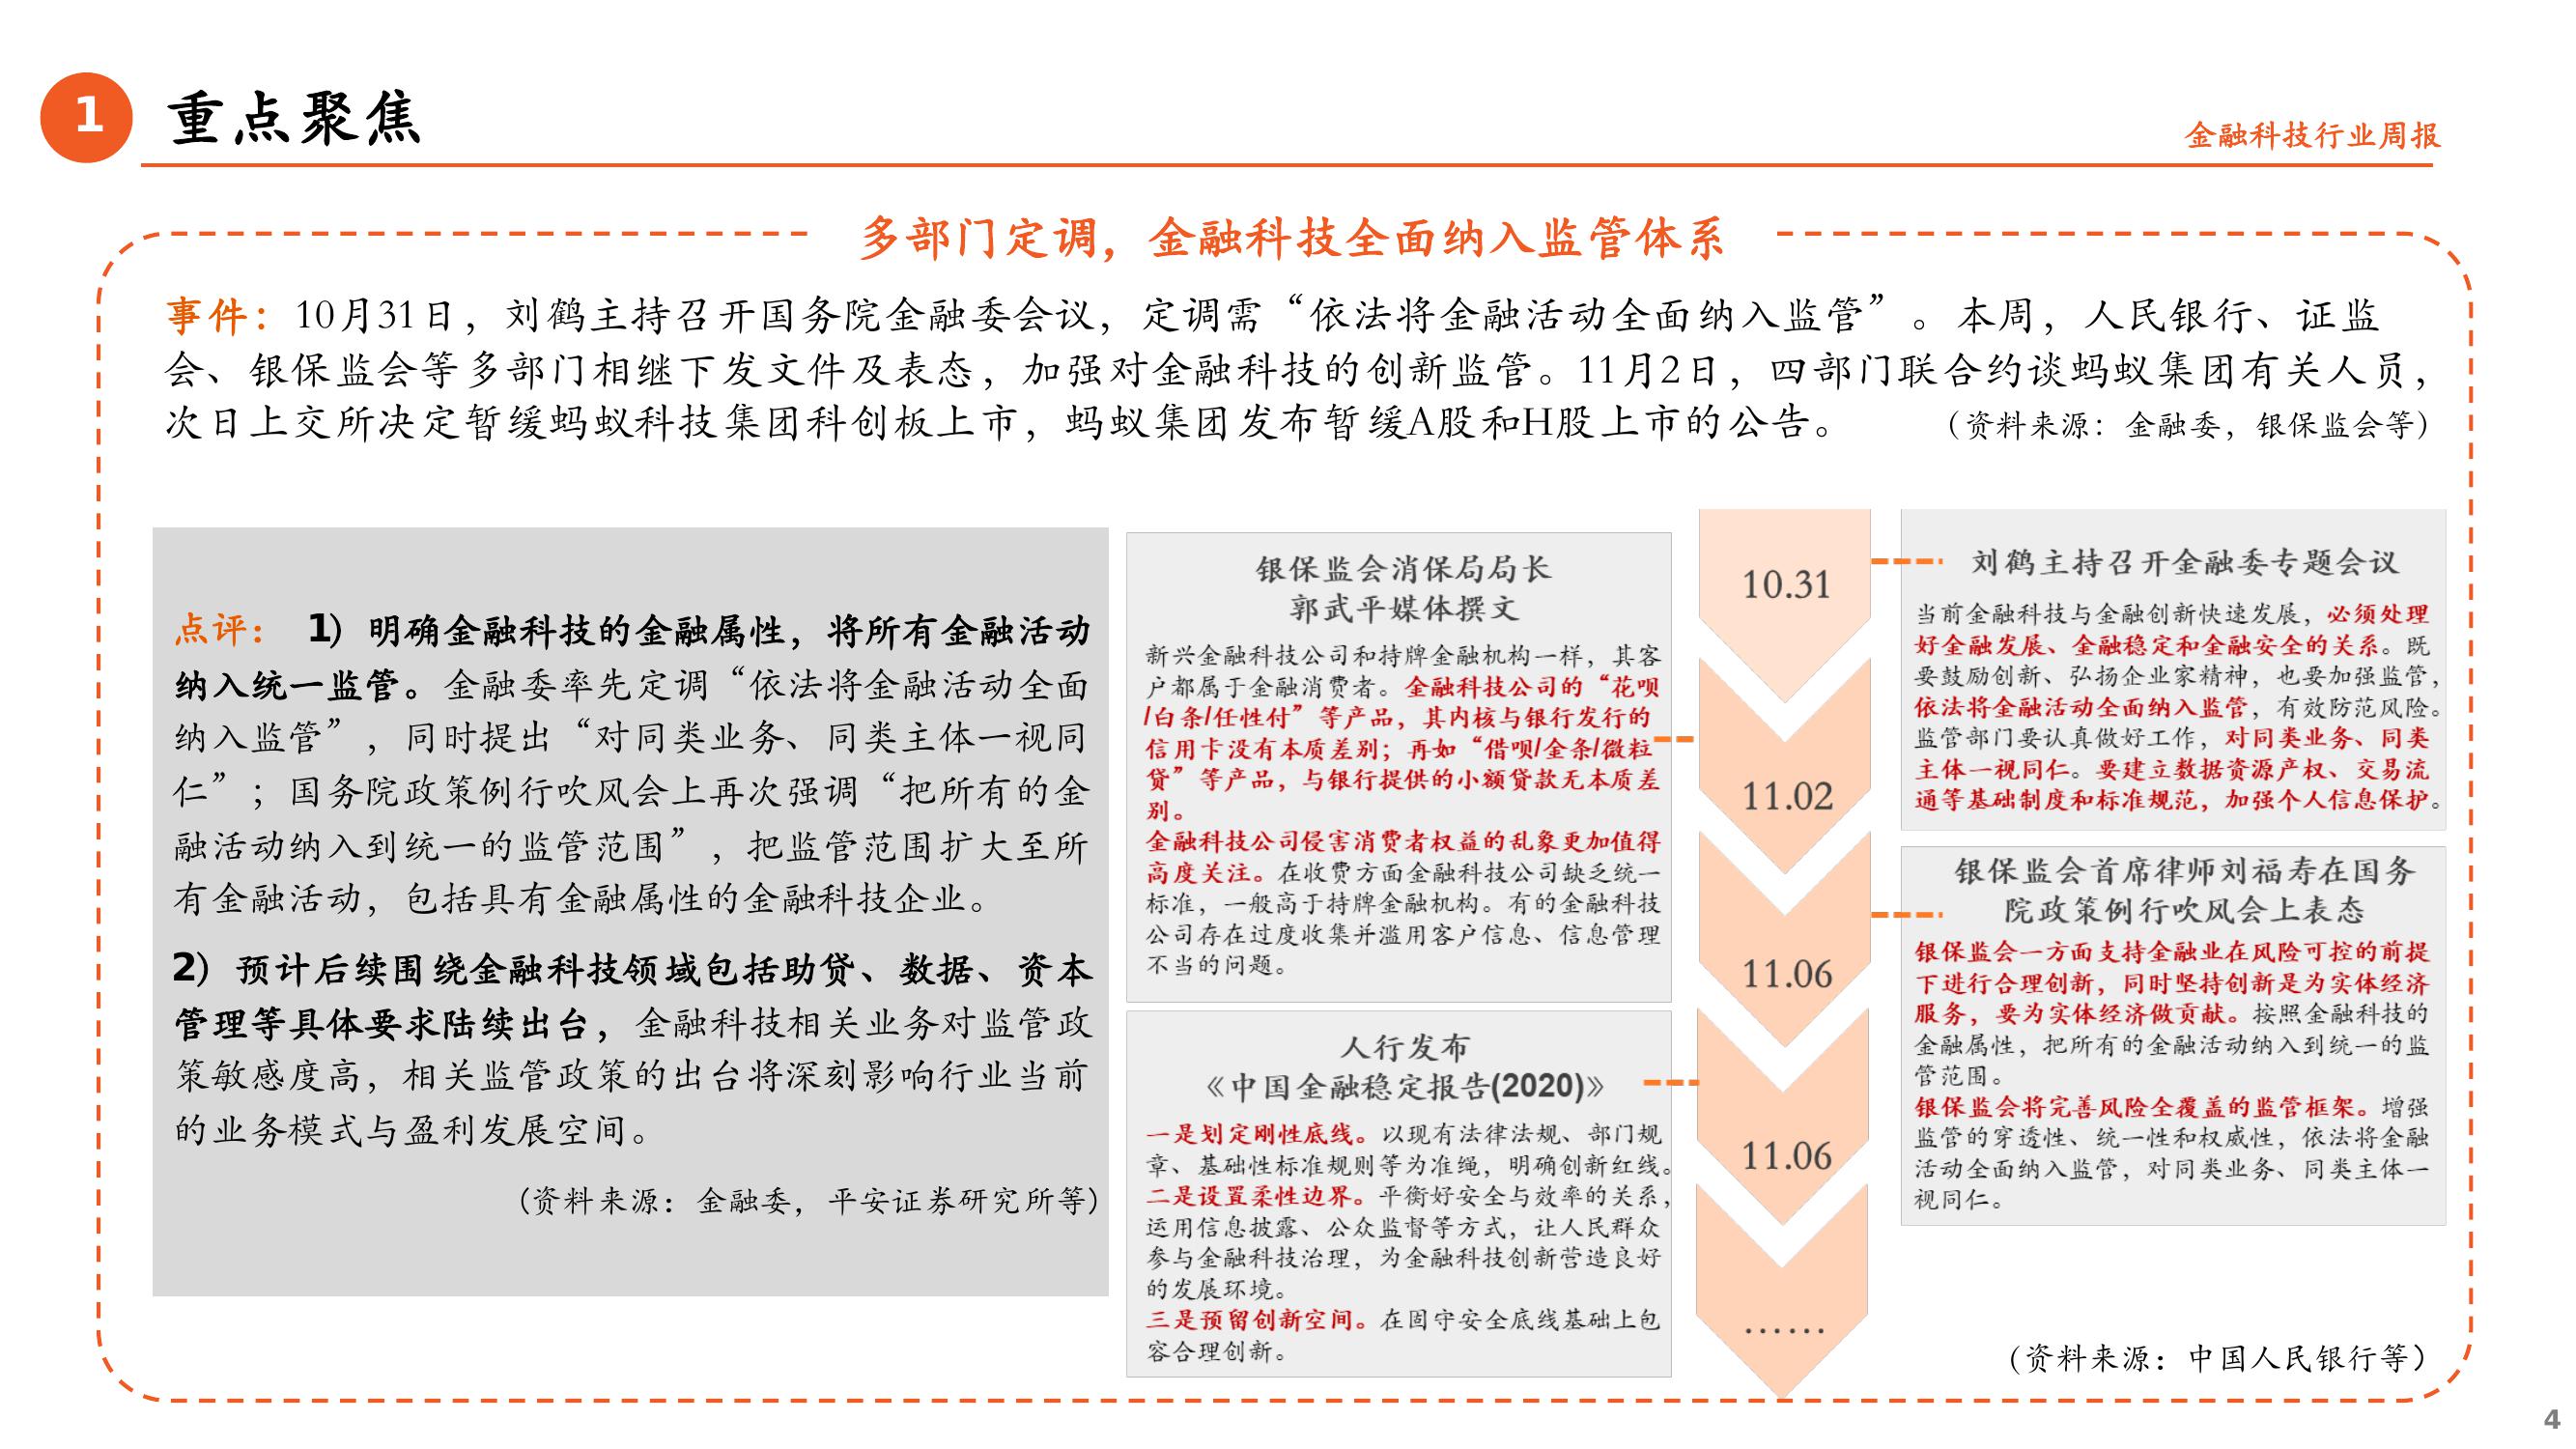 1
重点聚焦
金融科技行业周报
多部门定调，金融科技全面纳入监管体系
事件：10月31日，刘鹤主持召开国务院金融委会议，定调需“依法将金融活动全面纳入监管”。本周，人民银行、证监
会、银保监会等多部门相继下发文件及表态，加强对金融科技的创新监管。11月2日，四部门联合约谈蚂蚁集团有关人员，
次日上交所决定暂缓蚂蚁科技集团科创板上市，蚂蚁集团发布暂缓A股和H股上市的公告。
（资料来源：金融委，银保监会等）
点评： 1）明确金融科技的金融属性，将所有金融活动
纳入统一监管。金融委率先定调“依法将金融活动全面
纳入监管”，同时提出“对同类业务、同类主体一视同
仁”；国务院政策例行吹风会上再次强调“把所有的金
融活动纳入到统一的监管范围”，把监管范围扩大至所
有金融活动，包括具有金融属性的金融科技企业。
2）预计后续围绕金融科技领域包括助贷、数据、资本
管理等具体要求陆续出台，金融科技相关业务对监管政
策敏感度高，相关监管政策的出台将深刻影响行业当前
的业务模式与盈利发展空间。
（资料来源：金融委，平安证券研究所等）
银保监会消保局局长
郭武平媒体撰文
新兴金融科技公司和持牌金融机构一样，其客
户都属于金融消费者。金融科技公司的“花呗
/白条/任性付”等产品，其内核与银行发行的
信用卡没有本质差别；再如“借呗/金条/微粒
贷”等产品，与银行提供的小额贷款无本质差
别。
金融科技公司侵害消费者权益的乱象更加值得
高度关注。在收费方面金融科技公司缺乏统一
标准，一般高于持牌金融机构。有的金融科技
公司存在过度收集并滥用客户信息、信息管理
不当的问题。
人行发布
《中国金融稳定报告(2020)》
一是划定刚性底线。以现有法律法规、部门规
章、基础性标准规则等为准绳，明确创新红线。
二是设置柔性边界。平衡好安全与效率的关系，
运用信息披露、公众监督等方式，让人民群众
参与金融科技治理，为金融科技创新营造良好
的发展环境。
三是预留创新空间。在固守安全底线基础上包
容合理创新。
10.31
11.02
11.06
11.06
……
刘鹤主持召开金融委专题会议
当前金融科技与金融创新快速发展，必须处理
好金融发展、金融稳定和金融安全的关系。既
要鼓励创新、弘扬企业家精神，也要加强监管，
依法将金融活动全面纳入监管，有效防范风险。
监管部门要认真做好工作，对同类业务、同类
主体一视同仁。要建立数据资源产权、交易流
通等基础制度和标准规范，加强个人信息保护。
银保监会首席律师刘福寿在国务
院政策例行吹风会上表态
银保监会一方面支持金融业在风险可控的前提
下进行合理创新，同时坚持创新是为实体经济
服务，要为实体经济做贡献。按照金融科技的
金融属性，把所有的金融活动纳入到统一的监
管范围。
银保监会将完善风险全覆盖的监管框架。增强
监管的穿透性、统一性和权威性，依法将金融
活动全面纳入监管，对同类业务、同类主体一
视同仁。
（资料来源：中国人民银行等）
4